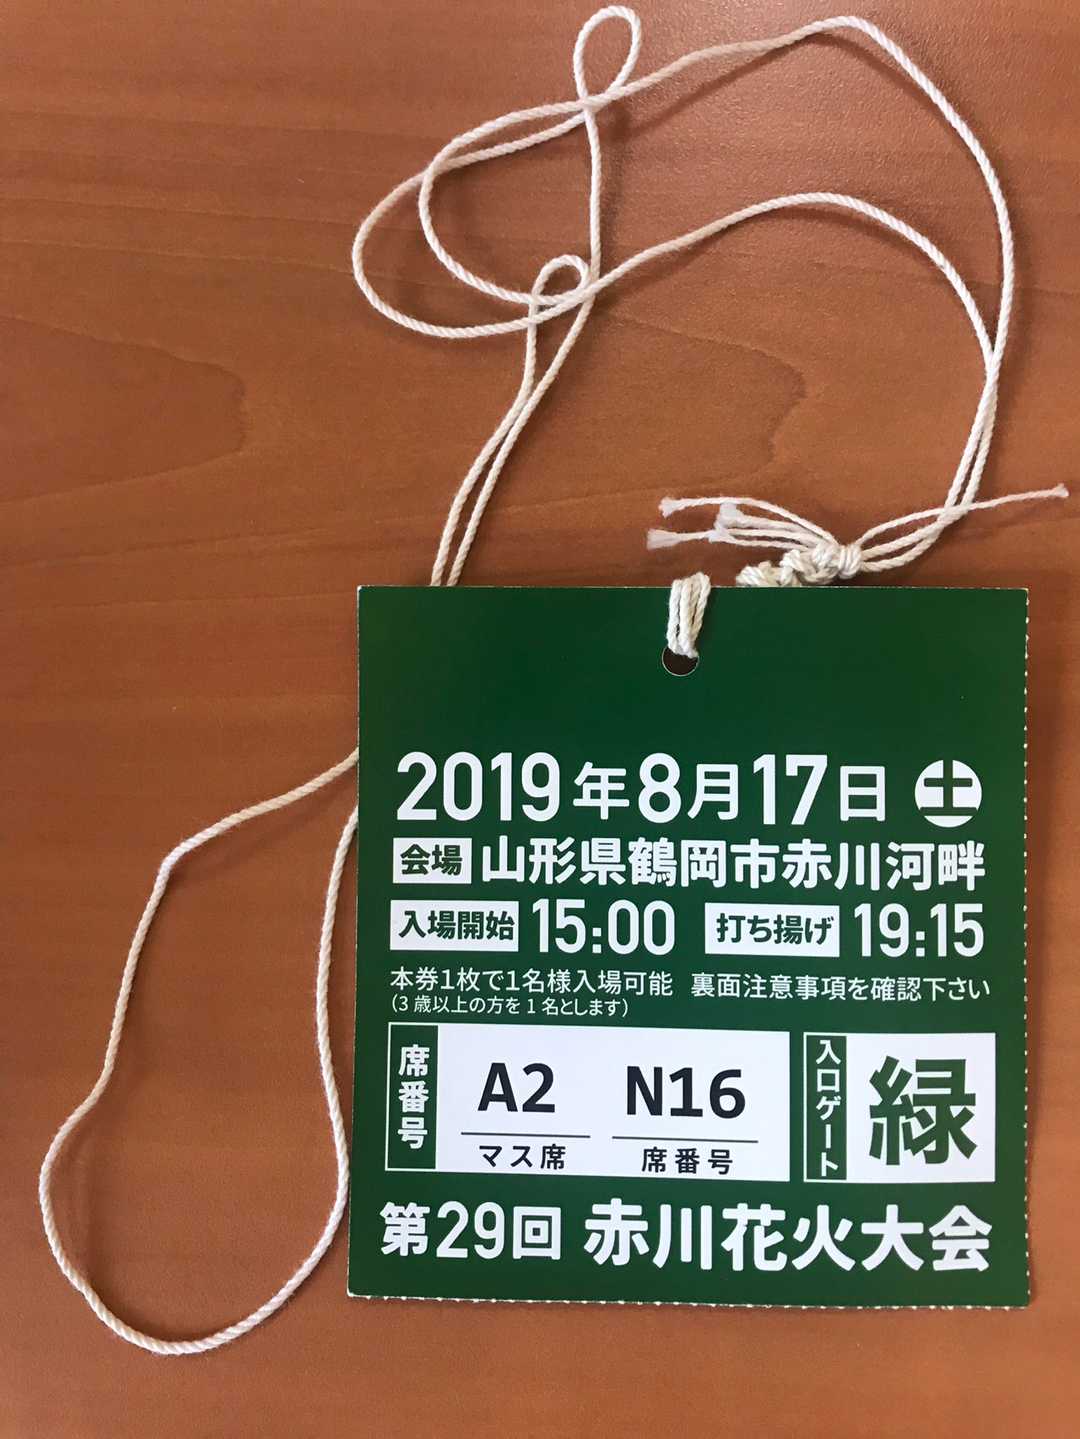 2019年8月17日 土
会場 山形県鶴岡市赤川河畔
入場開始 15:00 打ち揚げ 19:15
本券1枚で1名様入場可能 裏面注意事項を確認下さい
(3歳以上の方を1名とします)
席番号 A2 マス席 N16 席番号
入口ゲート 緑
第29回 赤川花火大会